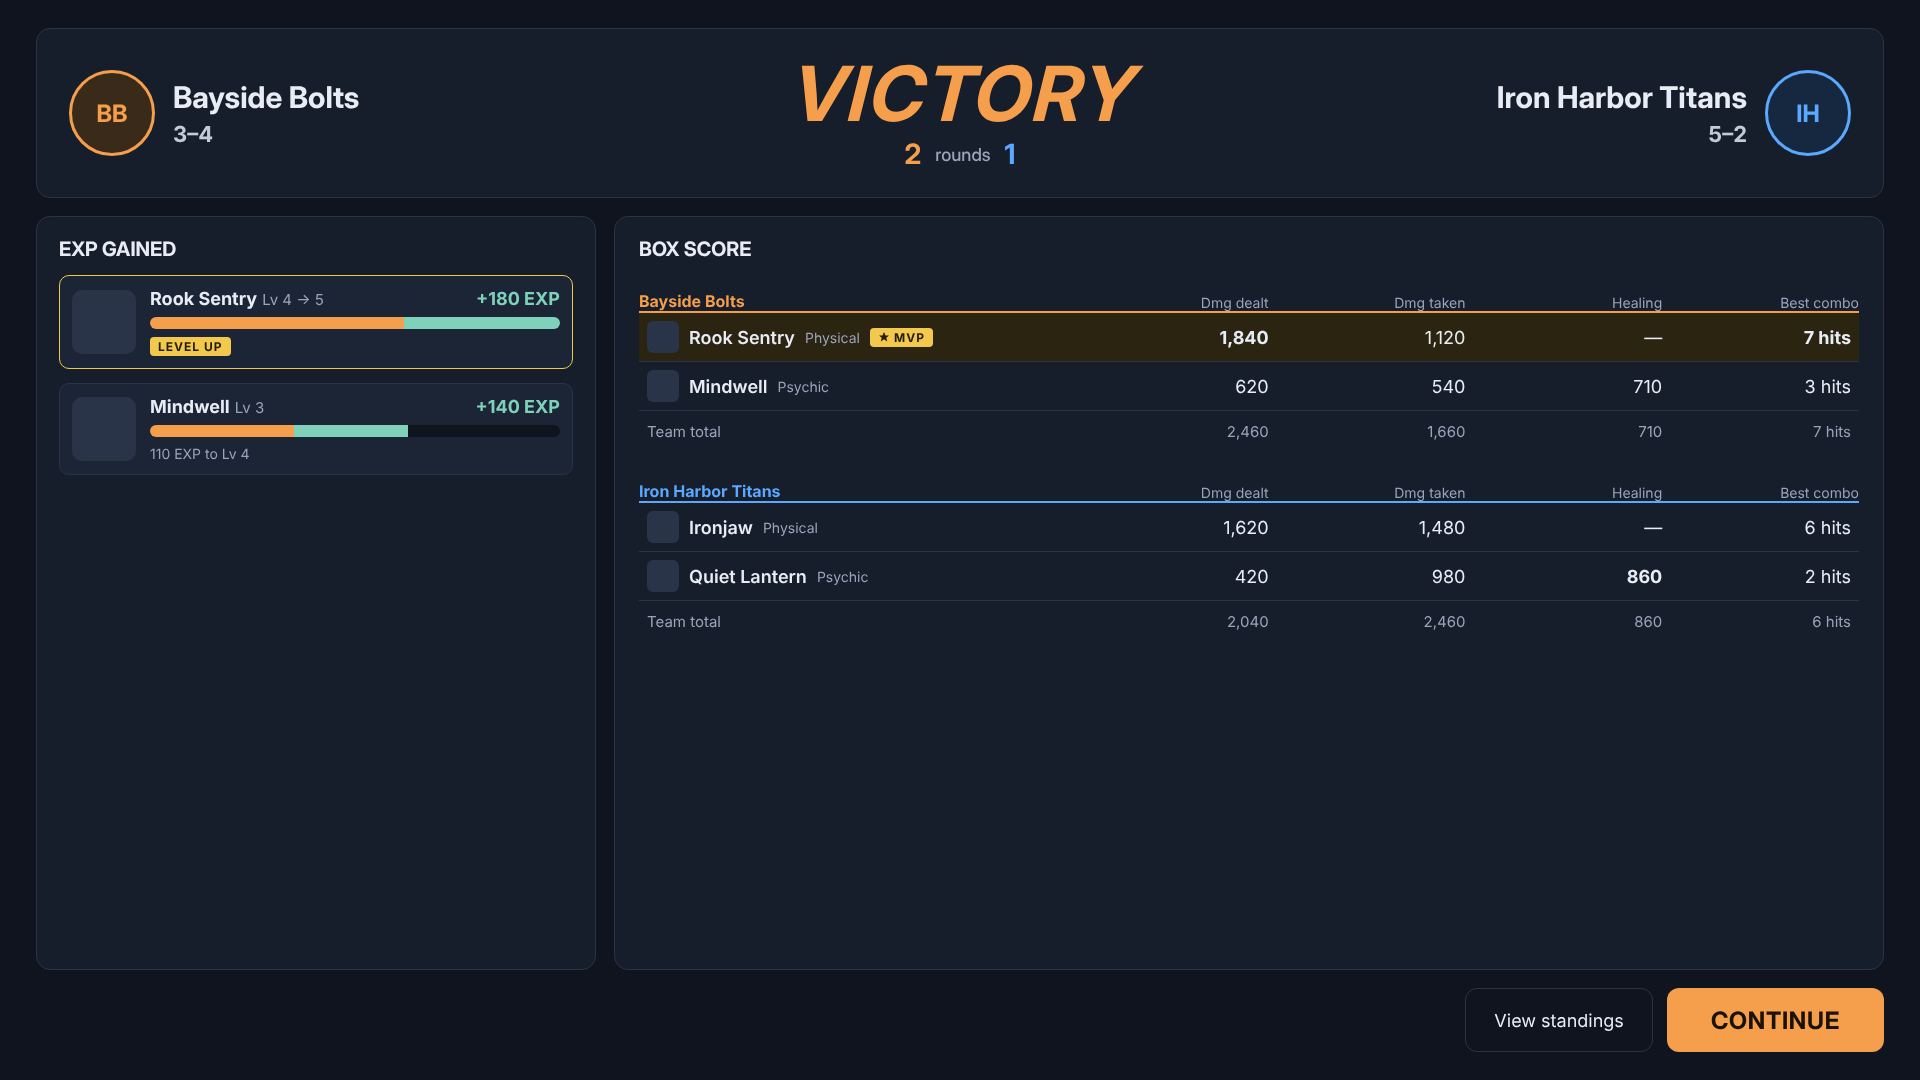 BB
Bayside Bolts
3–4
VICTORY
2 rounds 1
Iron Harbor Titans
5–2
IH
EXP GAINED
Rook Sentry Lv 4 → 5 +180 EXP
LEVEL UP
Mindwell Lv 3 +140 EXP
110 EXP to Lv 4
BOX SCORE
Bayside Bolts Dmg dealt Dmg taken Healing Best combo
Rook Sentry Physical ★ MVP 1,840 1,120 — 7 hits
Mindwell Psychic 620 540 710 3 hits
Team total 2,460 1,660 710 7 hits
Iron Harbor Titans Dmg dealt Dmg taken Healing Best combo
Ironjaw Physical 1,620 1,480 — 6 hits
Quiet Lantern Psychic 420 980 860 2 hits
Team total 2,040 2,460 860 6 hits
View standings
CONTINUE